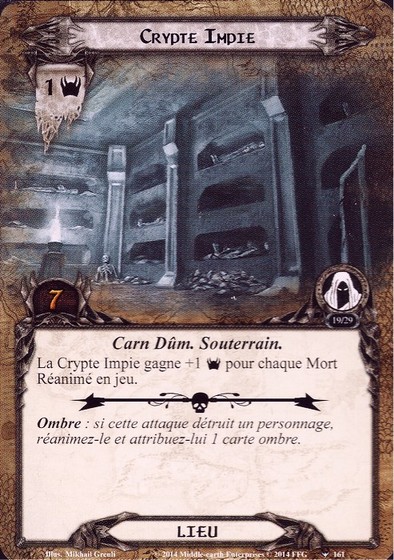 Crypte Impie
1
7
19/29
Carn Dûm. Souterrain.
La Crypte Impie gagne +1 pour chaque Mort
Réanimé en jeu.
Ombre : si cette attaque détruit un personnage,
réanimez-le et attribuez-lui 1 carte ombre.
LIEU
Illus. Mikhail Greuli © 2014 Middle-earth Enterprises © 2014 FFG 161